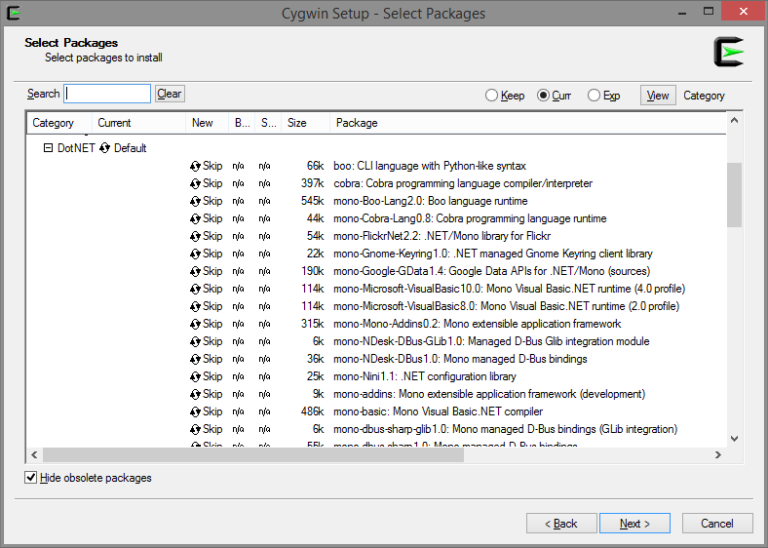 Cygwin Setup - Select Packages
Select Packages
Select packages to install
Search Clear Keep Curr Exp View Category
Category Current New B... S... Size Package
DotNET Default
Skip n/a n/a 66k boo: CLI language with Python-like syntax
Skip n/a n/a 397k cobra: Cobra programming language compiler/interpreter
Skip n/a n/a 545k mono-Boo-Lang2.0: Boo language runtime
Skip n/a n/a 44k mono-Cobra-Lang0.8: Cobra programming language runtime
Skip n/a n/a 54k mono-FlickrNet2.2: .NET/Mono library for Flickr
Skip n/a n/a 22k mono-Gnome-Keyring1.0: .NET managed Gnome Keyring client library
Skip n/a n/a 190k mono-Google-GData1.4: Google Data APIs for .NET/Mono (sources)
Skip n/a n/a 114k mono-Microsoft-VisualBasic10.0: Mono Visual Basic.NET runtime (4.0 profile)
Skip n/a n/a 114k mono-Microsoft-VisualBasic8.0: Mono Visual Basic.NET runtime (2.0 profile)
Skip n/a n/a 315k mono-Mono-Addins0.2: Mono extensible application framework
Skip n/a n/a 6k mono-NDesk-DBus-GLib1.0: Managed D-Bus Glib integration module
Skip n/a n/a 36k mono-NDesk-DBus1.0: Mono managed D-Bus bindings
Skip n/a n/a 25k mono-Nini1.1: .NET configuration library
Skip n/a n/a 9k mono-addins: Mono extensible application framework (development)
Skip n/a n/a 486k mono-basic: Mono Visual Basic.NET compiler
Skip n/a n/a 6k mono-dbus-sharp-glib1.0: Mono managed D-Bus bindings (GLib integration)
Skip n/a n/a 55k mono-dbus-sharp1.0: Mono managed D-Bus bindings
Hide obsolete packages
< Back Next > Cancel